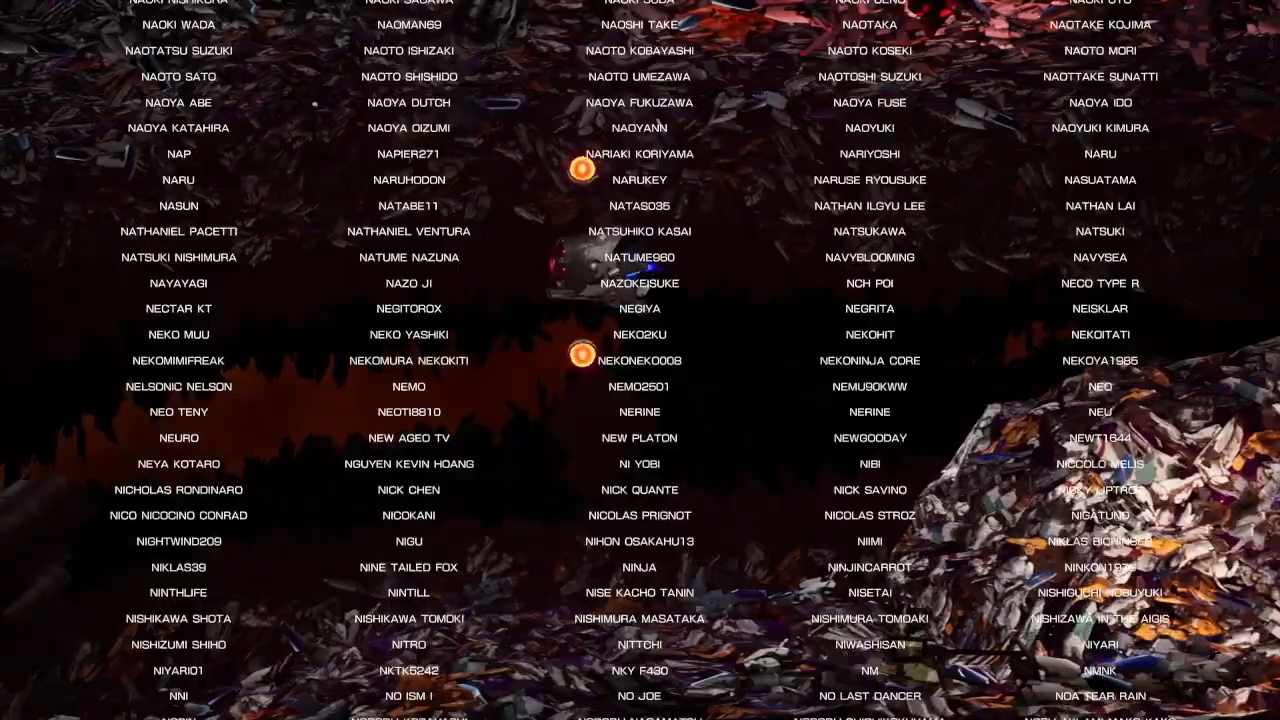 NAOKI WADA NAOMAN69 NAOSHI TAKE NAOTAKA NAOTAKE KOJIMA
NAOTATSU SUZUKI NAOTO ISHIZAKI NAOTO KOBAYASHI NAOTO KOSEKI NAOTO MORI
NAOTO SATO NAOTO SHISHIDO NAOTO UMEZAWA NAOTOSHI SUZUKI NAOTTAKE SUNATTI
NAOYA ABE NAOYA DUTCH NAOYA FUKUZAWA NAOYA FUSE NAOYA IDO
NAOYA KATAHIRA NAOYA OIZUMI NAOYANN NAOYUKI NAOYUKI KIMURA
NAP NAPIER271 NARIAKI KORIYAMA NARIYOSHI NARU
NARU NARUHODON NARUKEY NARUSE RYOUSUKE NASUATAMA
NASUN NATABE11 NATAS035 NATHAN ILGYU LEE NATHAN LAI
NATHANIEL PACETTI NATHANIEL VENTURA NATSUHIKO KASAI NATSUKAWA NATSUKI
NATSUKI NISHIMURA NATUME NAZUNA NATUME960 NAVYBLOOMING NAVYSEA
NAYAYAGI NAZO JI NAZOKEISUKE NCH POI NECO TYPE R
NECTAR KT NEGITOROX NEGIYA NEGRITA NEISKLAR
NEKO MUU NEKO YASHIKI NEKO2KU NEKOHIT NEKOITATI
NEKOMIMIFREAK NEKOMURA NEKOKITI NEKONEKO0008 NEKONINJA CORE NEKOYA1985
NELSONIC NELSON NEMO NEMO2501 NEMU90KWW NEO
NEO TENY NEOTI8810 NERINE NERINE NEU
NEURO NEW AGEO TV NEW PLATON NEWGOODAY NEWT1644
NEYA KOTARO NGUYEN KEVIN HOANG NI YOBI NIBI NICCOLO MELIS
NICHOLAS RONDINARO NICK CHEN NICK QUANTE NICK SAVINO NICKY LIPTROT
NICO NICOCINO CONRAD NICOKANI NICOLAS PRIGNOT NICOLAS STROZ NIGATUND
NIGHTWIND209 NIGU NIHON OSAKAHU13 NIIMI NIKLAS BICHINGER
NIKLAS39 NINE TAILED FOX NINJA NINJINCARROT
NINTHLIFE NINTILL NISE KACHO TANIN NISETAI NISHIGUCHI NOBUYUKI
NISHIKAWA SHOTA NISHIKAWA TOMOKI NISHIMURA MASATAKA NISHIMURA TOMOAKI NISHIZAWA IN THE AIGIS
NISHIZUMI SHIHO NITRO NITTCHI NIWASHISAN NIYARI
NIYARI01 NKTK5242 NKY F430 NM NMNK
NNI NO ISM ! NO JOE NO LAST DANCER NOA TEAR RAIN